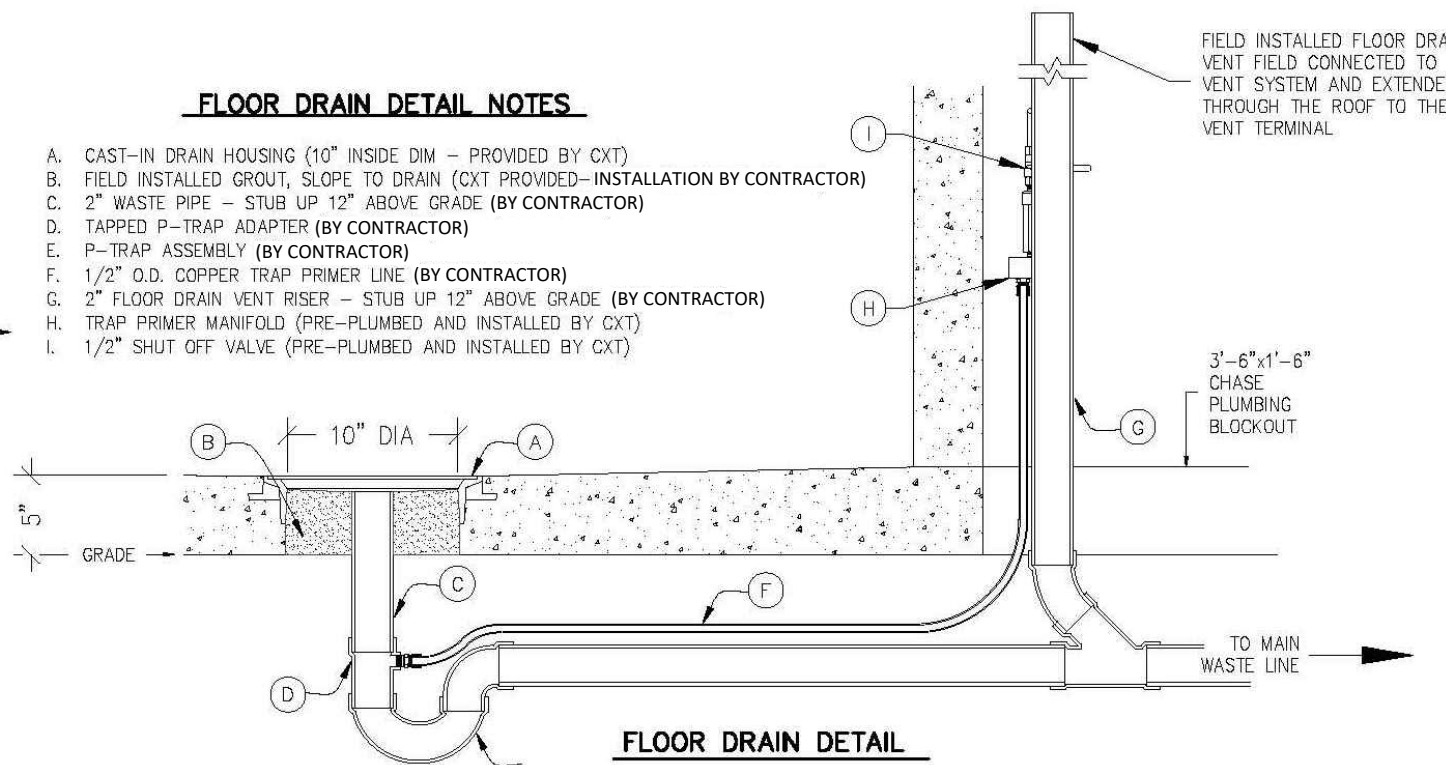 FLOOR DRAIN DETAIL NOTES
A. CAST-IN DRAIN HOUSING (10" INSIDE DIM - PROVIDED BY CXT)
B. FIELD INSTALLED GROUT, SLOPE TO DRAIN (CXT PROVIDED-INSTALLATION BY CONTRACTOR)
C. 2" WASTE PIPE - STUB UP 12" ABOVE GRADE (BY CONTRACTOR)
D. TAPPED P-TRAP ADAPTER (BY CONTRACTOR)
E. P-TRAP ASSEMBLY (BY CONTRACTOR)
F. 1/2" O.D. COPPER TRAP PRIMER LINE (BY CONTRACTOR)
G. 2" FLOOR DRAIN VENT RISER - STUB UP 12" ABOVE GRADE (BY CONTRACTOR)
H. TRAP PRIMER MANIFOLD (PRE-PLUMBED AND INSTALLED BY CXT)
I. 1/2" SHUT OFF VALVE (PRE-PLUMBED AND INSTALLED BY CXT)
FIELD INSTALLED FLOOR DRA
VENT FIELD CONNECTED TO
VENT SYSTEM AND EXTENDE
THROUGH THE ROOF TO THE
VENT TERMINAL
I
H
3'-6"x1'-6"
CHASE
PLUMBING
BLOCKOUT
G
B
10" DIA
A
5"
GRADE
C
F
D
TO MAIN
WASTE LINE
FLOOR DRAIN DETAIL